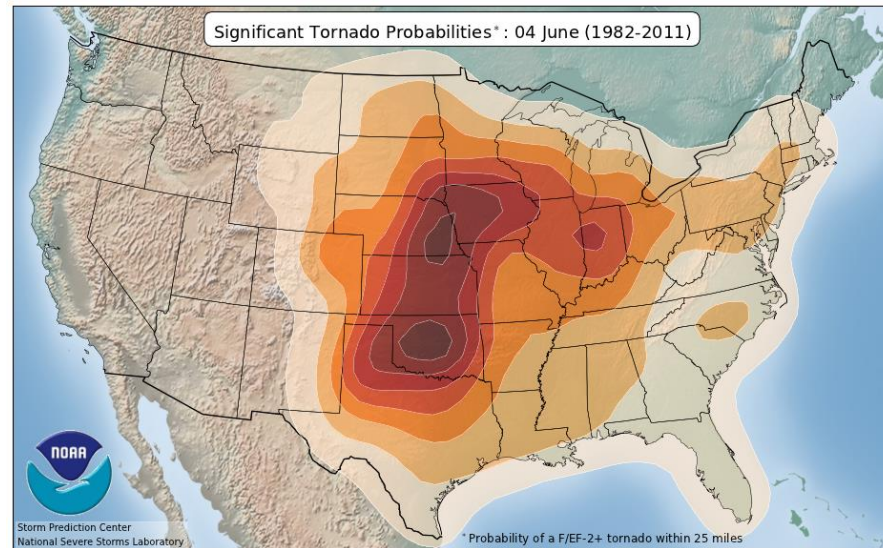 Significant Tornado Probabilities* : 04 June (1982-2011)
NOAA
Storm Prediction Center
National Severe Storms Laboratory
* Probability of a F/EF-2+ tornado within 25 miles